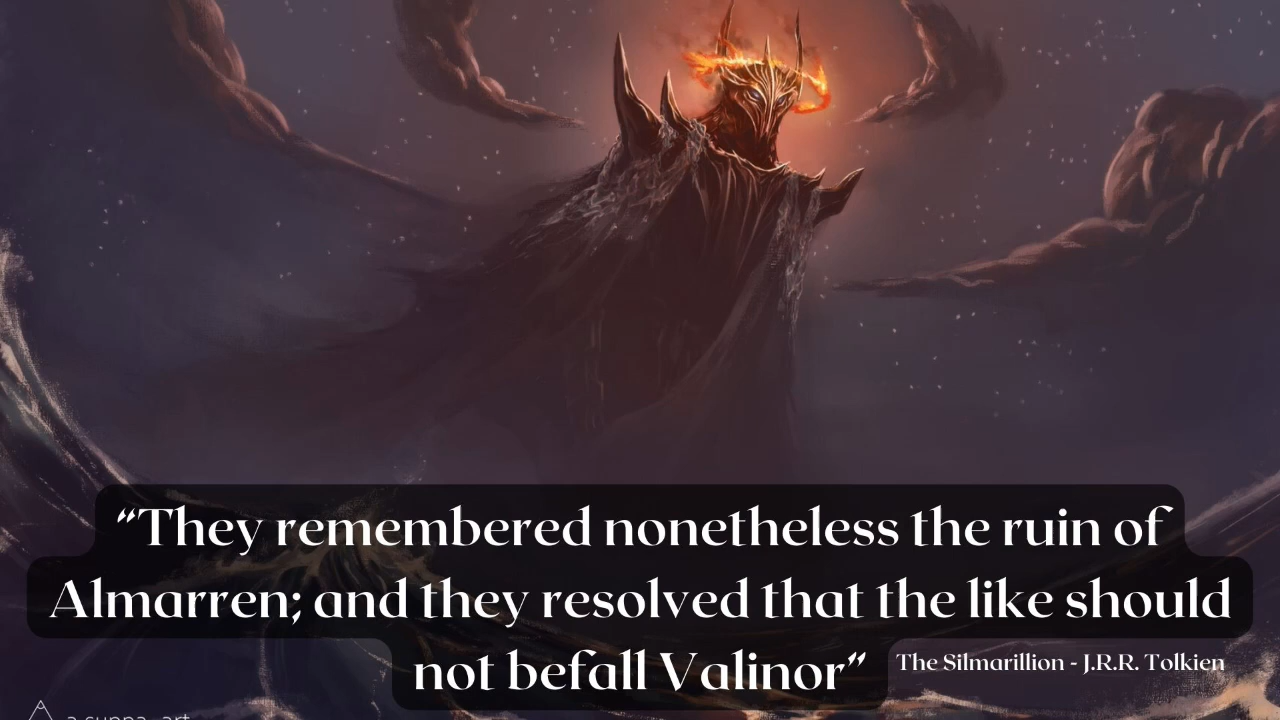 “They remembered nonetheless the ruin of
Almarren; and they resolved that the like should
not befall Valinor”
The Silmarillion - J.R.R. Tolkien